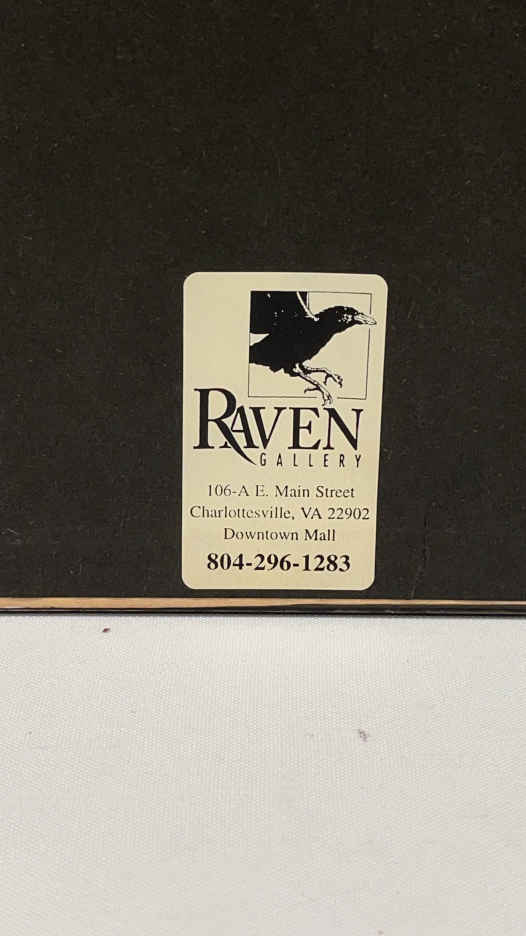 RAVEN
GALLERY
106-A E. Main Street
Charlottesville, VA 22902
Downtown Mall
804-296-1283